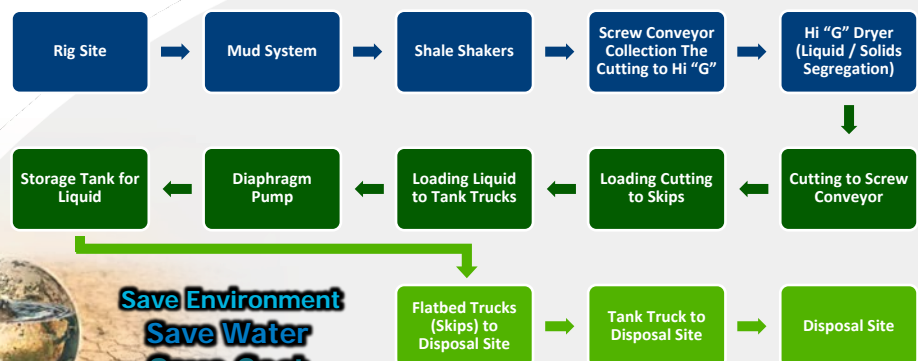 Rig Site
Mud System
Shale Shakers
Screw Conveyor
Collection The
Cutting to Hi “G”
Hi “G” Dryer
(Liquid / Solids
Segregation)
Storage Tank for
Liquid
Diaphragm
Pump
Loading Liquid
to Tank Trucks
Loading Cutting
to Skips
Cutting to Screw
Conveyor
Save Environment
Save Water
Flatbed Trucks
(Skips) to
Disposal Site
Tank Truck to
Disposal Site
Disposal Site